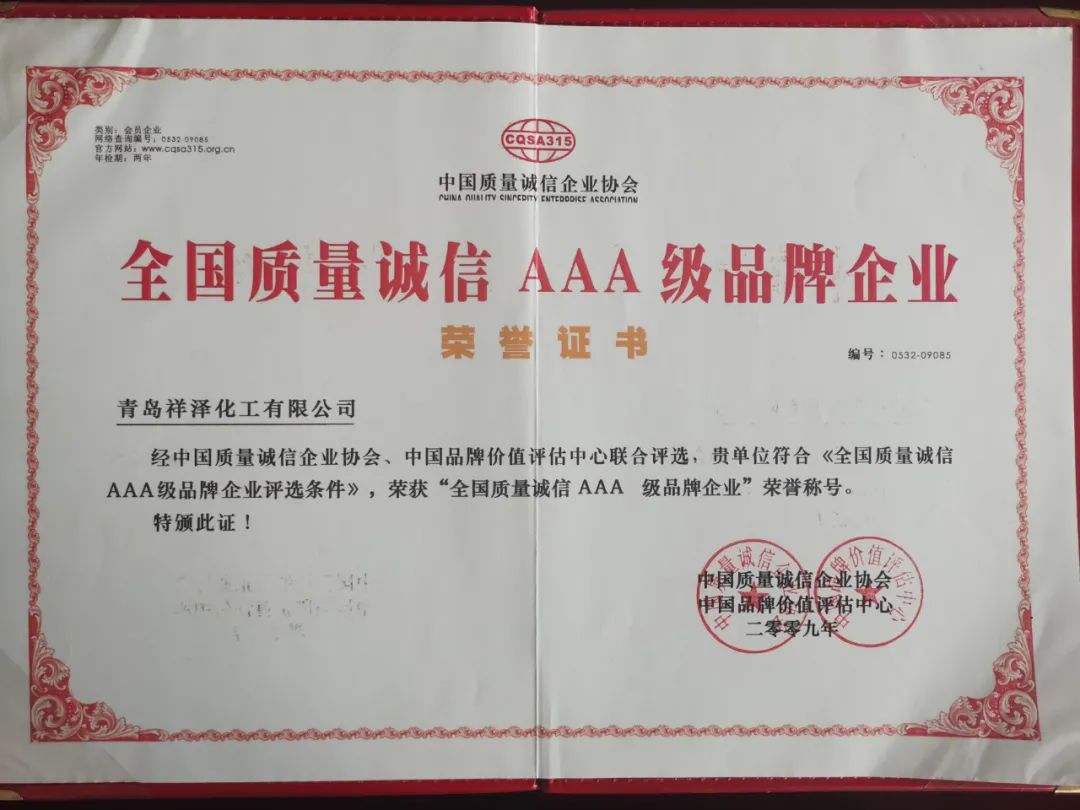 类别：会员企业
网络查询编号：0532-09085
官方网站：www.cqsa315.org.cn
年检期：两年
CQSA315
中国质量诚信企业协会
CHINA QUALITY SINCERITY ENTERPRISE ASSOCIATION
全国质量诚信 AAA 级品牌企业
荣誉证书
编号：0532-09085
青岛祥泽化工有限公司
经中国质量诚信企业协会、中国品牌价值评估中心联合评选，贵单位符合《全国质量诚信
AAA级品牌企业评选条件》，荣获“全国质量诚信 AAA 级品牌企业”荣誉称号。
特颁此证！
中国质量诚信企业协会
中国品牌价值评估中心
二零零九年